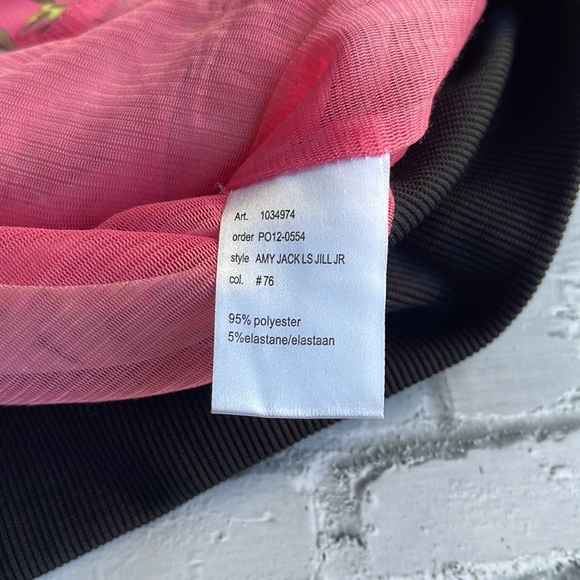 Art. 1034974
order PO12-0554
style AMY JACK LS JILL JR
col. #76
95% polyester
5%elastane/elastaan